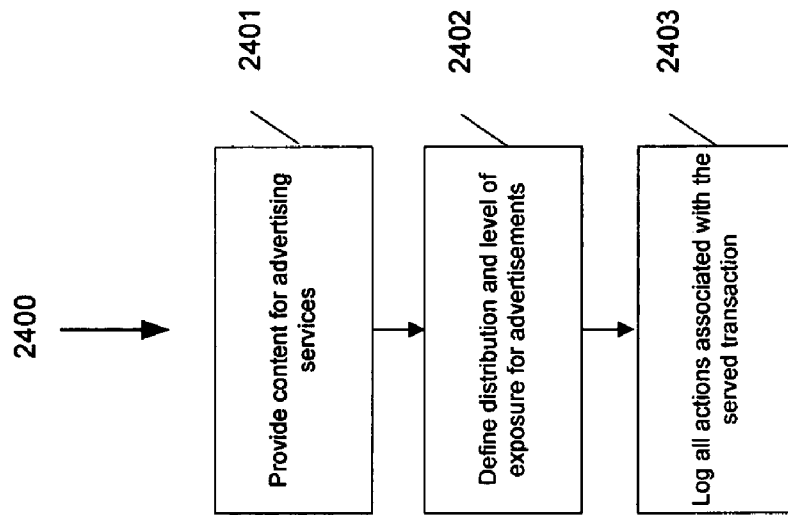 2400
Provide content for advertising
services
2401
Define distribution and level of
exposure for advertisements
2402
Log all actions associated with the
served transaction
2403